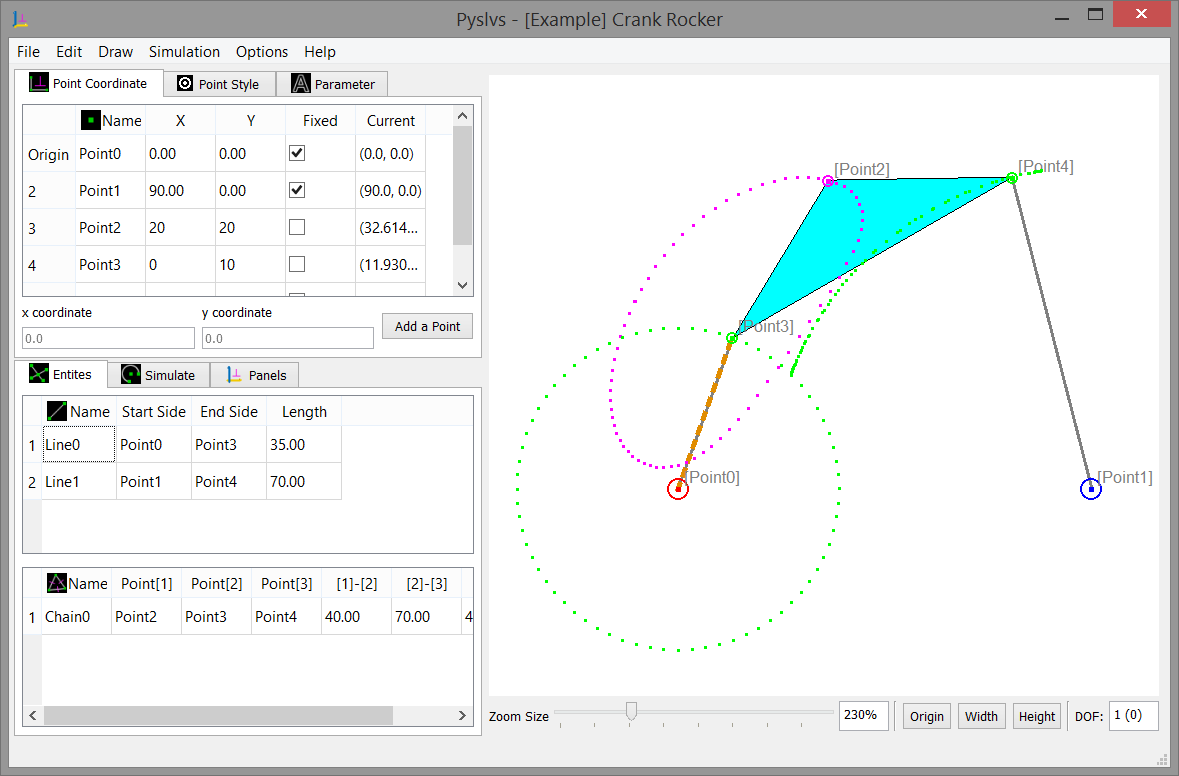 Pyslvs - [Example] Crank Rocker
File Edit Draw Simulation Options Help
Point Coordinate Point Style Parameter
Name X Y Fixed Current
Origin Point0 0.00 0.00 (0.0, 0.0)
2 Point1 90.00 0.00 (90.0, 0.0)
3 Point2 20 20 (32.614...
4 Point3 0 10 (11.930...
x coordinate y coordinate
0.0 0.0 Add a Point
Entites Simulate Panels
Name Start Side End Side Length
1 Line0 Point0 Point3 35.00
2 Line1 Point1 Point4 70.00
Name Point[1] Point[2] Point[3] [1]-[2] [2]-[3]
1 Chain0 Point2 Point3 Point4 40.00 70.00 4
[Point2]
[Point4]
[Point3]
[Point0]
[Point1]
Zoom Size 230% Origin Width Height DOF: 1 (0)